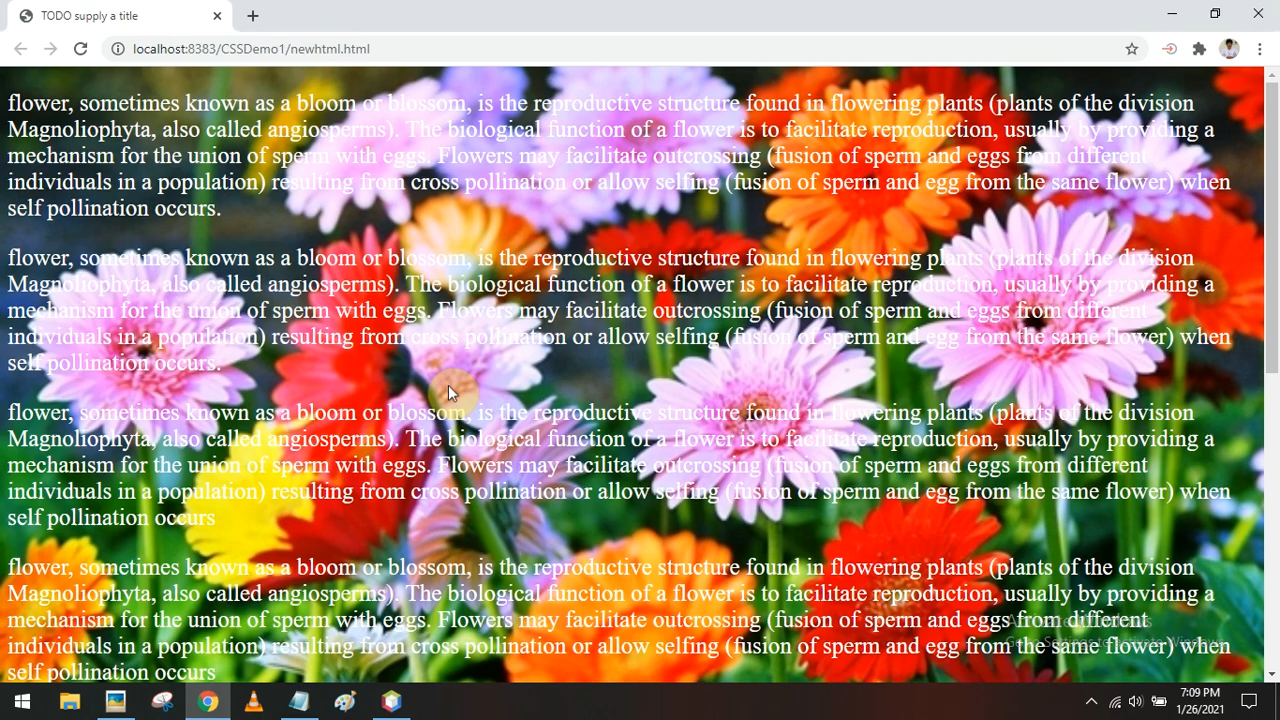 TODO supply a title
localhost:8383/CSSDemo1/newhtml.html
flower, sometimes known as a bloom or blossom, is the reproductive structure found in flowering plants (plants of the division
Magnoliophyta, also called angiosperms). The biological function of a flower is to facilitate reproduction, usually by providing a
mechanism for the union of sperm with eggs. Flowers may facilitate outcrossing (fusion of sperm and eggs from different
individuals in a population) resulting from cross pollination or allow selfing (fusion of sperm and egg from the same flower) when
self pollination occurs.
flower, sometimes known as a bloom or blossom, is the reproductive structure found in flowering plants (plants of the division
Magnoliophyta, also called angiosperms). The biological function of a flower is to facilitate reproduction, usually by providing a
mechanism for the union of sperm with eggs. Flowers may facilitate outcrossing (fusion of sperm and eggs from different
individuals in a population) resulting from cross pollination or allow selfing (fusion of sperm and egg from the same flower) when
self pollination occurs.
flower, sometimes known as a bloom or blossom, is the reproductive structure found in flowering plants (plants of the division
Magnoliophyta, also called angiosperms). The biological function of a flower is to facilitate reproduction, usually by providing a
mechanism for the union of sperm with eggs. Flowers may facilitate outcrossing (fusion of sperm and eggs from different
individuals in a population) resulting from cross pollination or allow selfing (fusion of sperm and egg from the same flower) when
self pollination occurs
flower, sometimes known as a bloom or blossom, is the reproductive structure found in flowering plants (plants of the division
Magnoliophyta, also called angiosperms). The biological function of a flower is to facilitate reproduction, usually by providing a
mechanism for the union of sperm with eggs. Flowers may facilitate outcrossing (fusion of sperm and eggs from different
individuals in a population) resulting from cross pollination or allow selfing (fusion of sperm and egg from the same flower) when
self pollination occurs
Activate Windows
Go to Settings to activate Windows.
7:09 PM
1/26/2021